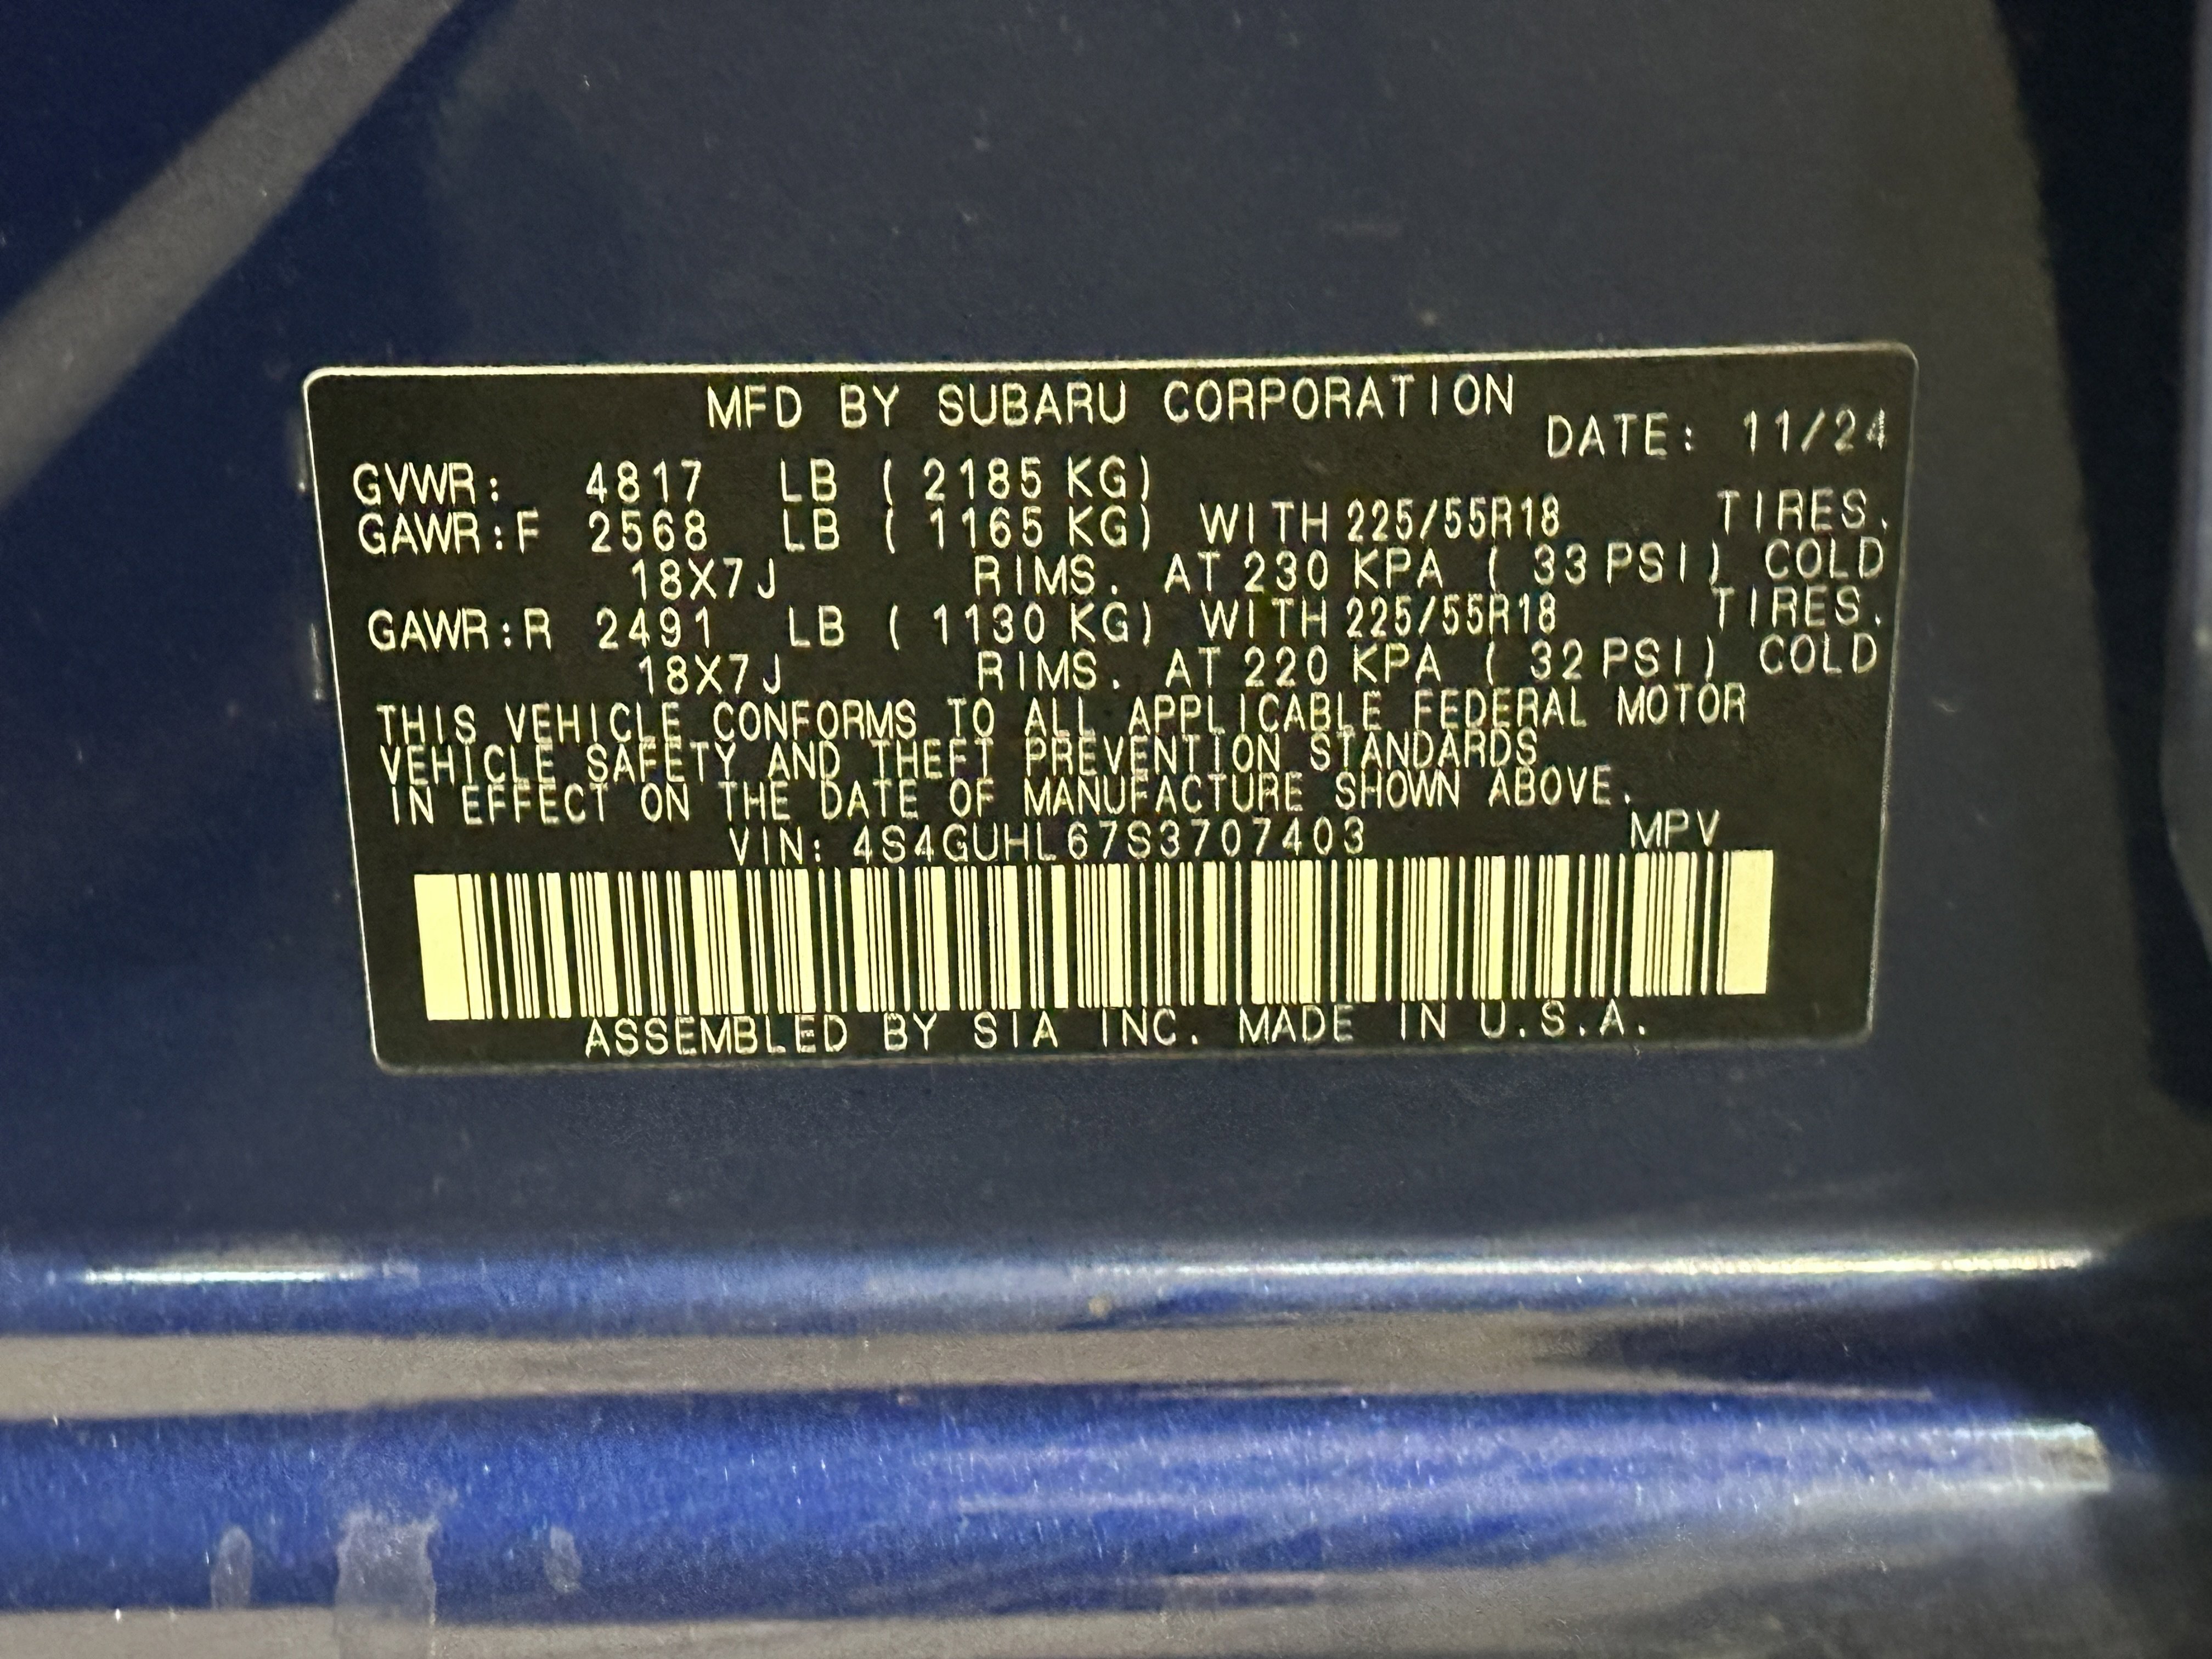 MFD BY SUBARU CORPORATION
DATE: 11/24
GVWR: 4817 LB ( 2185 KG)
GAWR:F 2568 LB ( 1165 KG) WITH 225/55R18 TIRES.
18X7J RIMS. AT 230 KPA ( 33 PSI) COLD
GAWR:R 2491 LB ( 1130 KG) WITH 225/55R18 TIRES.
18X7J RIMS. AT 220 KPA ( 32 PSI) COLD
THIS VEHICLE CONFORMS TO ALL APPLICABLE FEDERAL MOTOR
VEHICLE SAFETY AND THEFT PREVENTION STANDARDS
IN EFFECT ON THE DATE OF MANUFACTURE SHOWN ABOVE.
VIN: 4S4GUHL67S3707403 MPV
ASSEMBLED BY SIA INC. MADE IN U.S.A.